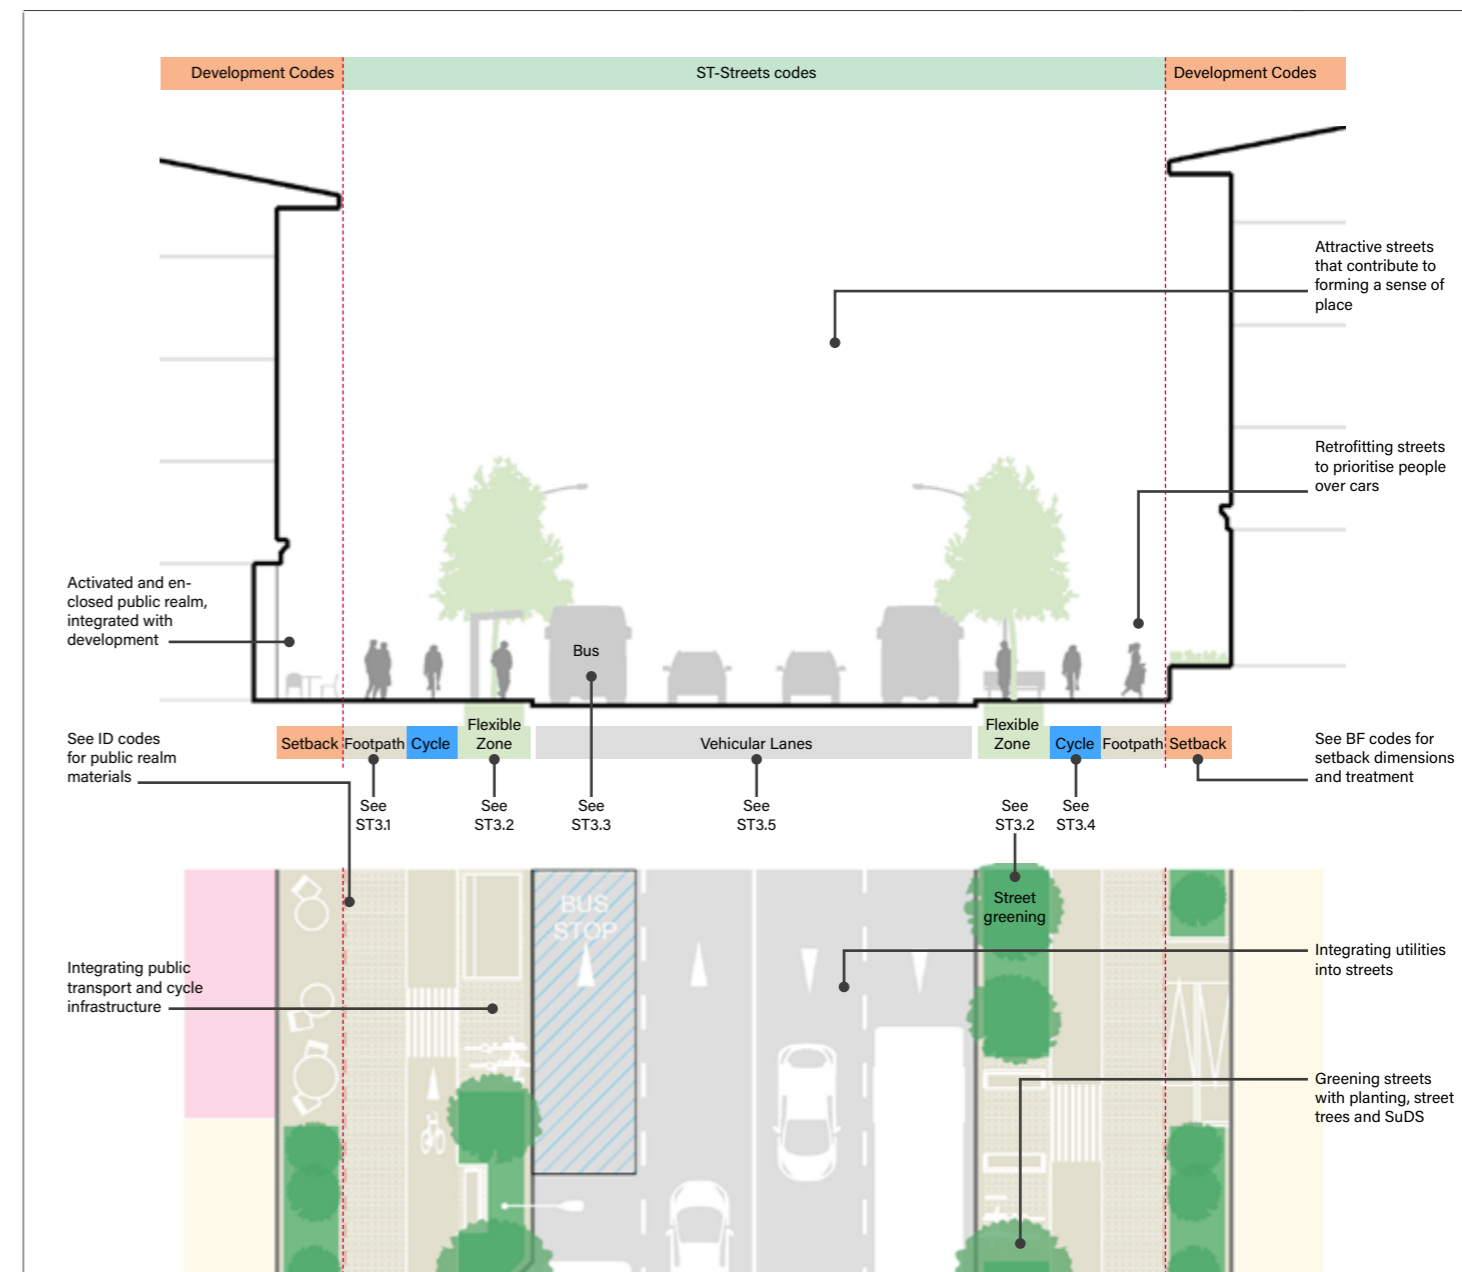 Development Codes
ST-Streets codes
Development Codes
Attractive streets
that contribute to
forming a sense of
place
Retrofitting streets
to prioritise people
over cars
Activated and en-
closed public realm,
integrated with
development
Bus
See ID codes
for public realm
materials
Setback
Footpath
Cycle
Flexible
Zone
Vehicular Lanes
Flexible
Zone
Cycle
Footpath
Setback
See BF codes for
setback dimensions
and treatment
See
ST3.1
See
ST3.2
See
ST3.3
See
ST3.5
See
ST3.2
See
ST3.4
BUS
STOP
Street
greening
Integrating public
transport and cycle
infrastructure
Integrating utilities
into streets
Greening streets
with planting, street
trees and SuDS